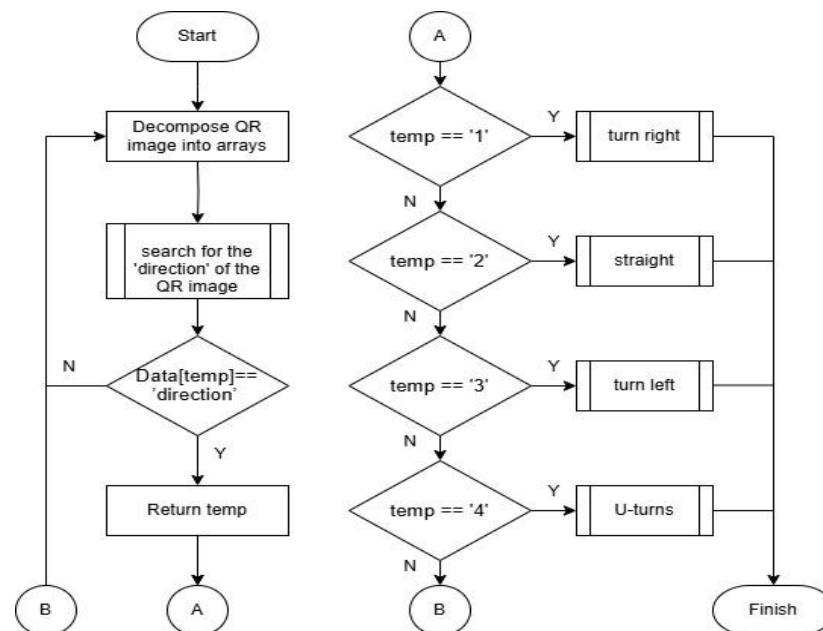 Start
Decompose QR
image into arrays
search for the
'direction' of the
QR image
N
Data[temp]==
'direction'
Y
Return temp
B
A
A
temp == '1'
Y
turn right
N
temp == '2'
Y
straight
N
temp == '3'
Y
turn left
N
temp == '4'
Y
U-turns
N
B
Finish